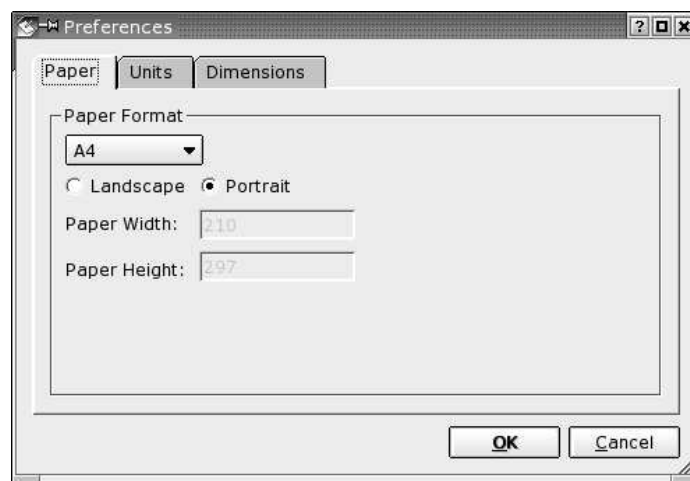 Preferences
Paper Units Dimensions
Paper Format
A4
Landscape Portrait
Paper Width: 210
Paper Height: 297
OK Cancel